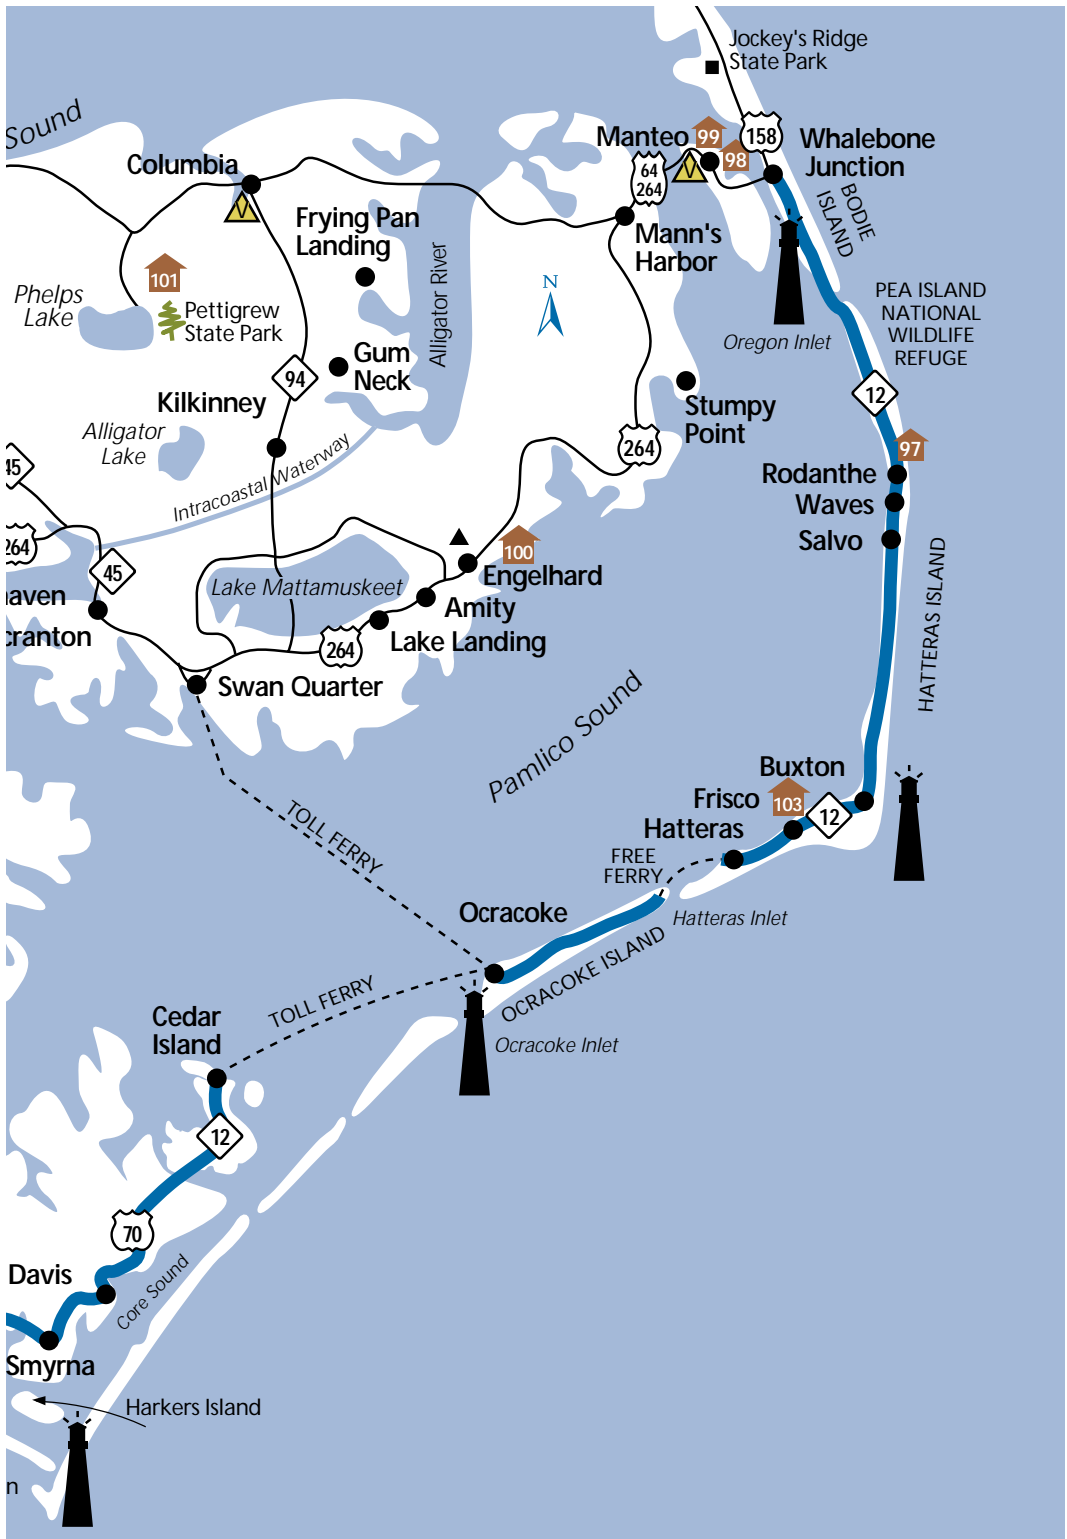 Jockey's Ridge
State Park
Sound
Manteo
99
98
158
Whalebone
Junction
Columbia
V
V
64
264
BODIE
ISLAND
Frying Pan
Landing
Mann's
Harbor
Alligator River
101
N
Phelps
Lake
Pettigrew
State Park
PEA ISLAND
NATIONAL
WILDLIFE
REFUGE
Oregon Inlet
Gum
Neck
94
12
Kilkinney
Stumpy
Point
Alligator
Lake
264
97
45
Intracoastal Waterway
Rodanthe
Waves
Salvo
264
45
100
Engelhard
Lake Mattamuskeet
HATTERAS ISLAND
haven
Amity
cranton
264
Lake Landing
Swan Quarter
Pamlico Sound
Buxton
Frisco
103
12
Hatteras
TOLL FERRY
FREE
FERRY
Ocracoke
Hatteras Inlet
OCRACOKE ISLAND
TOLL FERRY
Cedar
Island
Ocracoke Inlet
12
70
Davis
Core Sound
Smyrna
Harkers Island
n